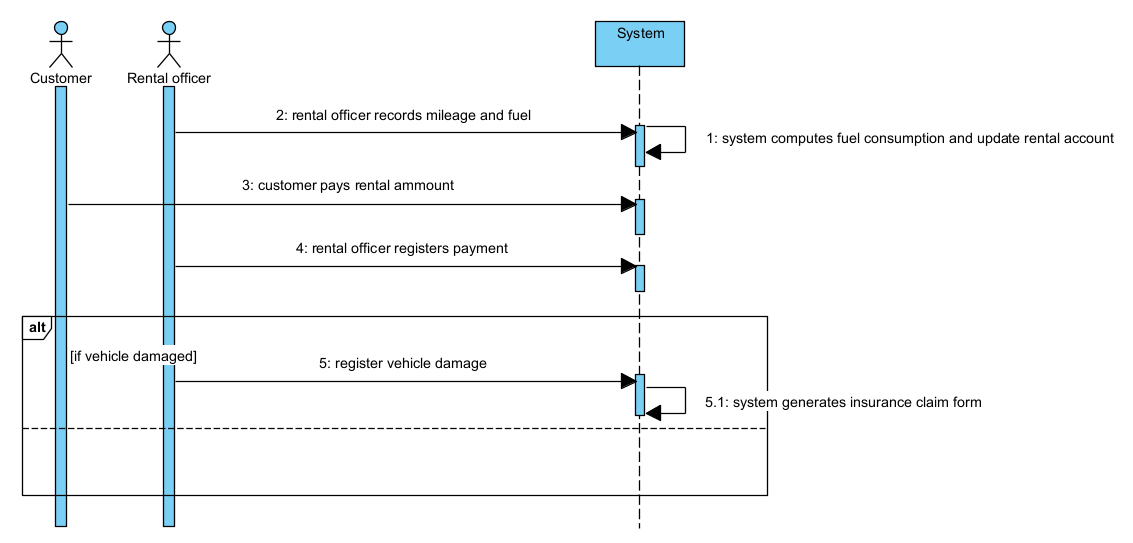 System
Customer
Rental officer
2: rental officer records mileage and fuel
1: system computes fuel consumption and update rental account
3: customer pays rental ammount
4: rental officer registers payment
alt
[if vehicle damaged]
5: register vehicle damage
5.1: system generates insurance claim form